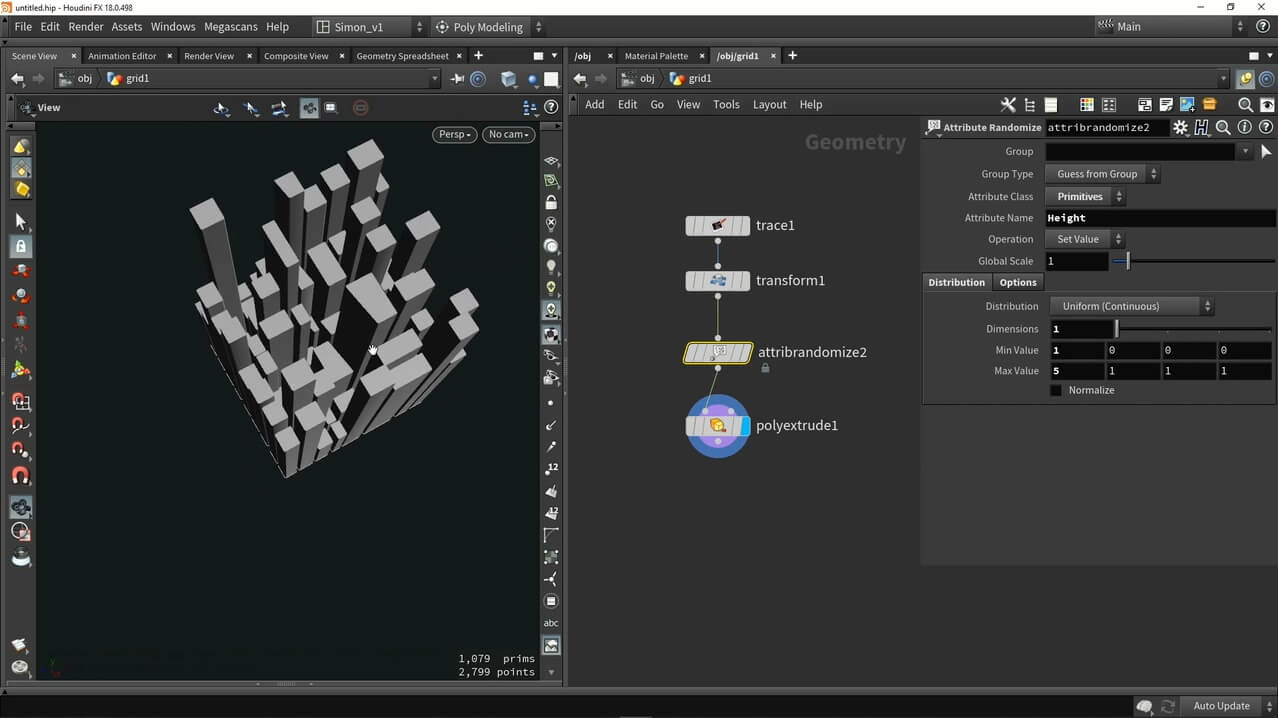 untitled.hip - Houdini FX 18.0.498
File Edit Render Assets Windows Megascans Help Simon_v1 Poly Modeling Main
Scene View Animation Editor Render View Composite View Geometry Spreadsheet
/obj Material Palette /obj/grid1
obj grid1
obj grid1
View
Persp No cam
Add Edit Go View Tools Layout Help
Geometry
trace1
transform1
attribrandomize2
polyextrude1
Attribute Randomize attribrandomize2
Group
Group Type Guess from Group
Attribute Class Primitives
Attribute Name Height
Operation Set Value
Global Scale 1
Distribution Options
Distribution Uniform (Continuous)
Dimensions 1
Min Value 1 0 0 0
Max Value 5 1 1 1
Normalize
12
12
abc
1,079 prims
2,799 points
Auto Update